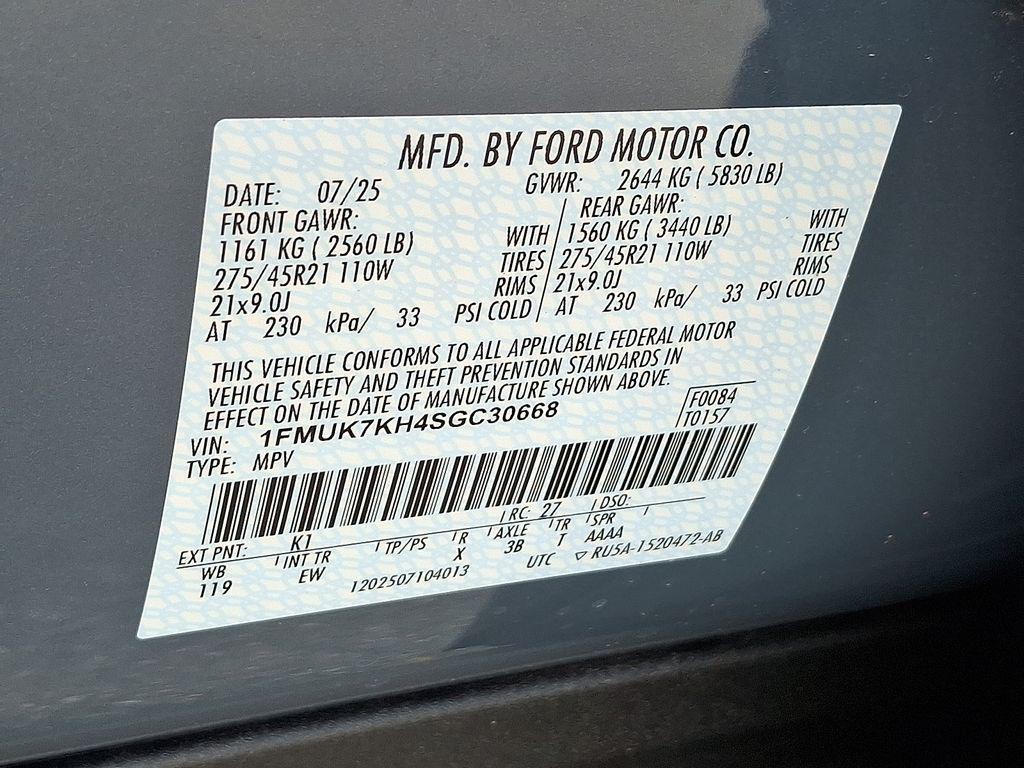 MFD. BY FORD MOTOR CO.
DATE: 07/25 GVWR: 2644 KG ( 5830 LB)
FRONT GAWR: REAR GAWR:
1161 KG ( 2560 LB) WITH 1560 KG ( 3440 LB) WITH
275/45R21 110W TIRES 275/45R21 110W TIRES
21x9.0J RIMS 21x9.0J RIMS
AT 230 kPa/ 33 PSI COLD AT 230 kPa/ 33 PSI COLD
THIS VEHICLE CONFORMS TO ALL APPLICABLE FEDERAL MOTOR
VEHICLE SAFETY AND THEFT PREVENTION STANDARDS IN
EFFECT ON THE DATE OF MANUFACTURE SHOWN ABOVE.
VIN: 1FMUK7KH4SGC30668 F0084
TYPE: MPV T0157
EXT PNT: K1 RC: 27 DSO:
WB INT TR TP/PS R AXLE TR SPR
119 EW X 3B T AAAA
1202507104013 UTC ▽ RU5A-1520472-AB